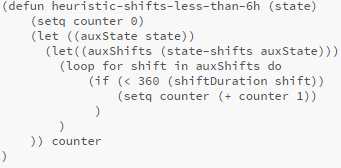 (defun heuristic-shifts-less-than-6h (state)
    (setq counter 0)
    (let ((auxState state))
      (let((auxShifts (state-shifts auxState)))
        (loop for shift in auxShifts do
            (if (< 360 (shiftDuration shift))
                (setq counter (+ counter 1))
             )
        )
    )) counter
)